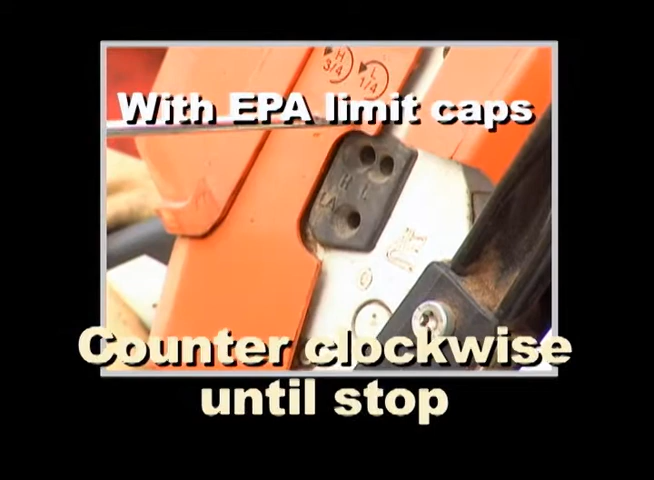 H
3/4
L
1/4
With EPA limit caps
H L
LA
Counter clockwise
until stop